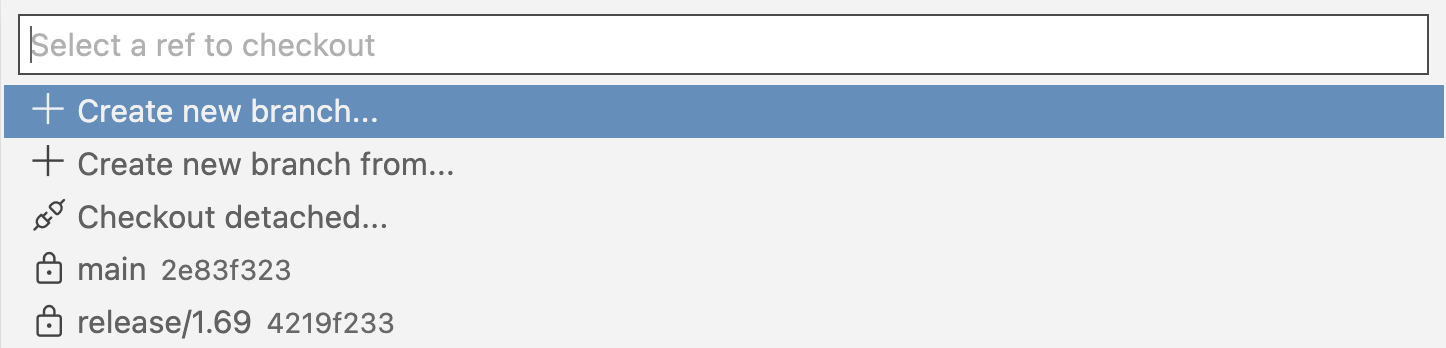 Select a ref to checkout
Create new branch...
Create new branch from...
Checkout detached...
main 2e83f323
release/1.69 4219f233